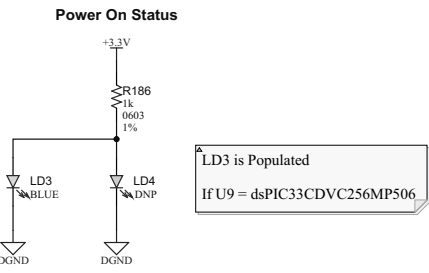 Power On Status
+3.3V
R186
1k
0603
1%
LD3
BLUE
LD4
DNP
DGND
DGND
LD3 is Populated
If U9 = dsPIC33CDVC256MP506